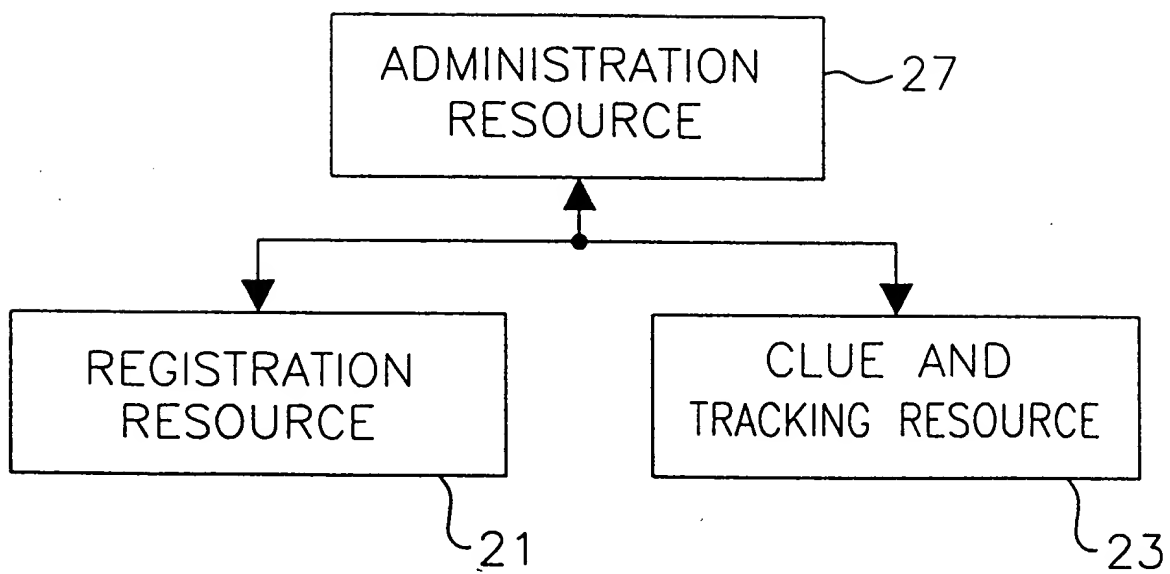 ADMINISTRATION
RESOURCE
27
REGISTRATION
RESOURCE
21
CLUE AND
TRACKING RESOURCE
23